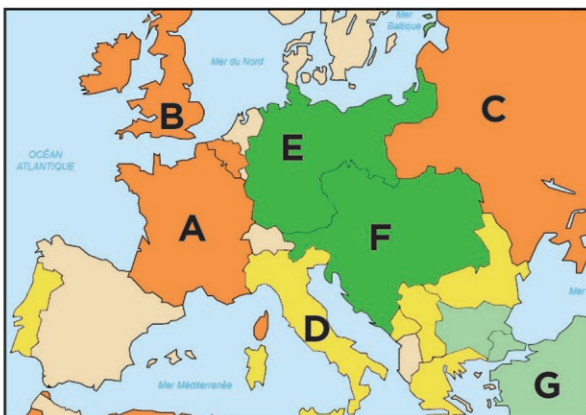 Mer
Baltique
Mer du Nord
B
C
OCÉAN
ATLANTIQUE
E
A
F
Mer
D
Mer Méditerranée
G